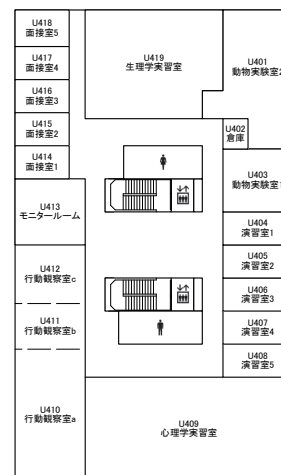 U418
面接室5
U417
面接室4
U416
面接室3
U415
面接室2
U414
面接室1
U413
モニタールーム
U412
行動観察室c
U411
行動観察室b
U410
行動観察室a
U419
生理学実習室
U401
動物実験室2
U402
倉庫
U403
動物実験室1
U404
演習室1
U405
演習室2
U406
演習室3
U407
演習室4
U408
演習室5
U409
心理学実習室